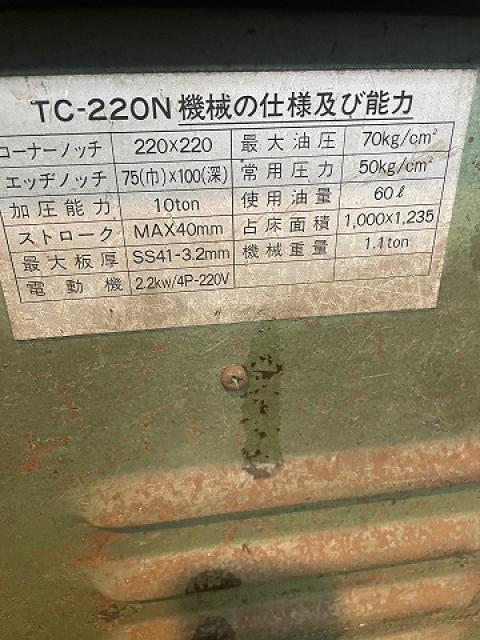 TC-220N 機械の仕様及び能力
コーナーノッチ 220×220 最大油圧 70kg/cm²
エッヂノッチ 75(巾)×100(深) 常用圧力 50kg/cm²
加圧能力 10ton 使用油量 60ℓ
ストローク MAX40mm 占床面積 1,000×1,235
最大板厚 SS41-3.2mm 機械重量 1.1ton
電動機 2.2kw/4P-220V